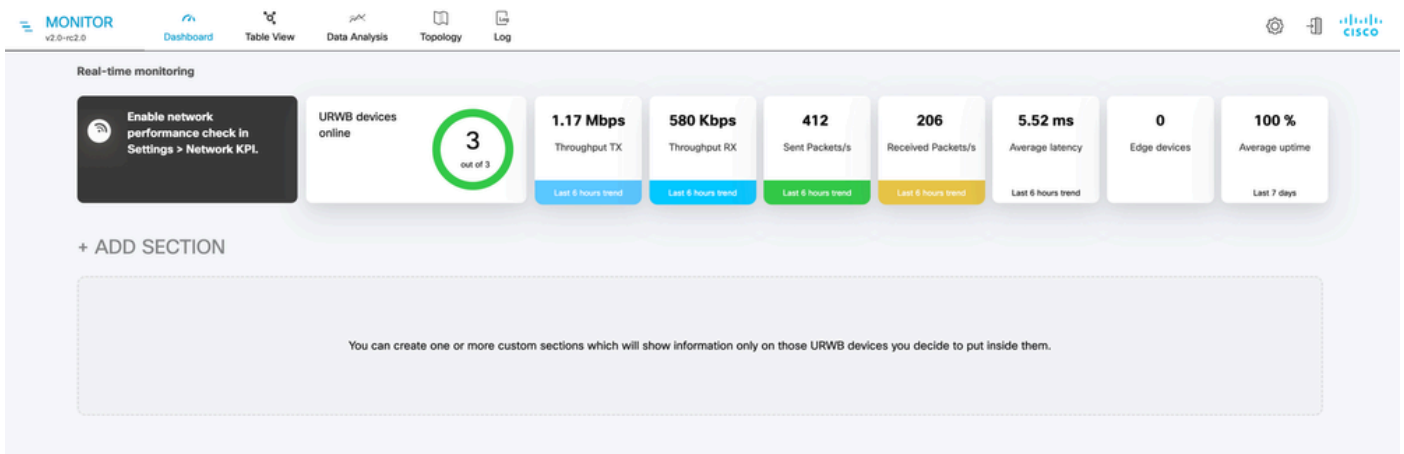 MONITOR
v2.0-rc2.0
Dashboard
Table View
Data Analysis
Topology
Log
Log
CISCO
Real-time monitoring
Enable network
performance check in
Settings > Network KPI.
URWB devices
online
3
out of 3
1.17 Mbps
Throughput TX
Last 6 hours trend
580 Kbps
Throughput RX
Last 6 hours trend
412
Sent Packets/s
Last 6 hours trend
206
Received Packets/s
Last 6 hours trend
5.52 ms
Average latency
Last 6 hours trend
0
Edge devices
100 %
Average uptime
Last 7 days
+ ADD SECTION
You can create one or more custom sections which will show information only on those URWB devices you decide to put inside them.